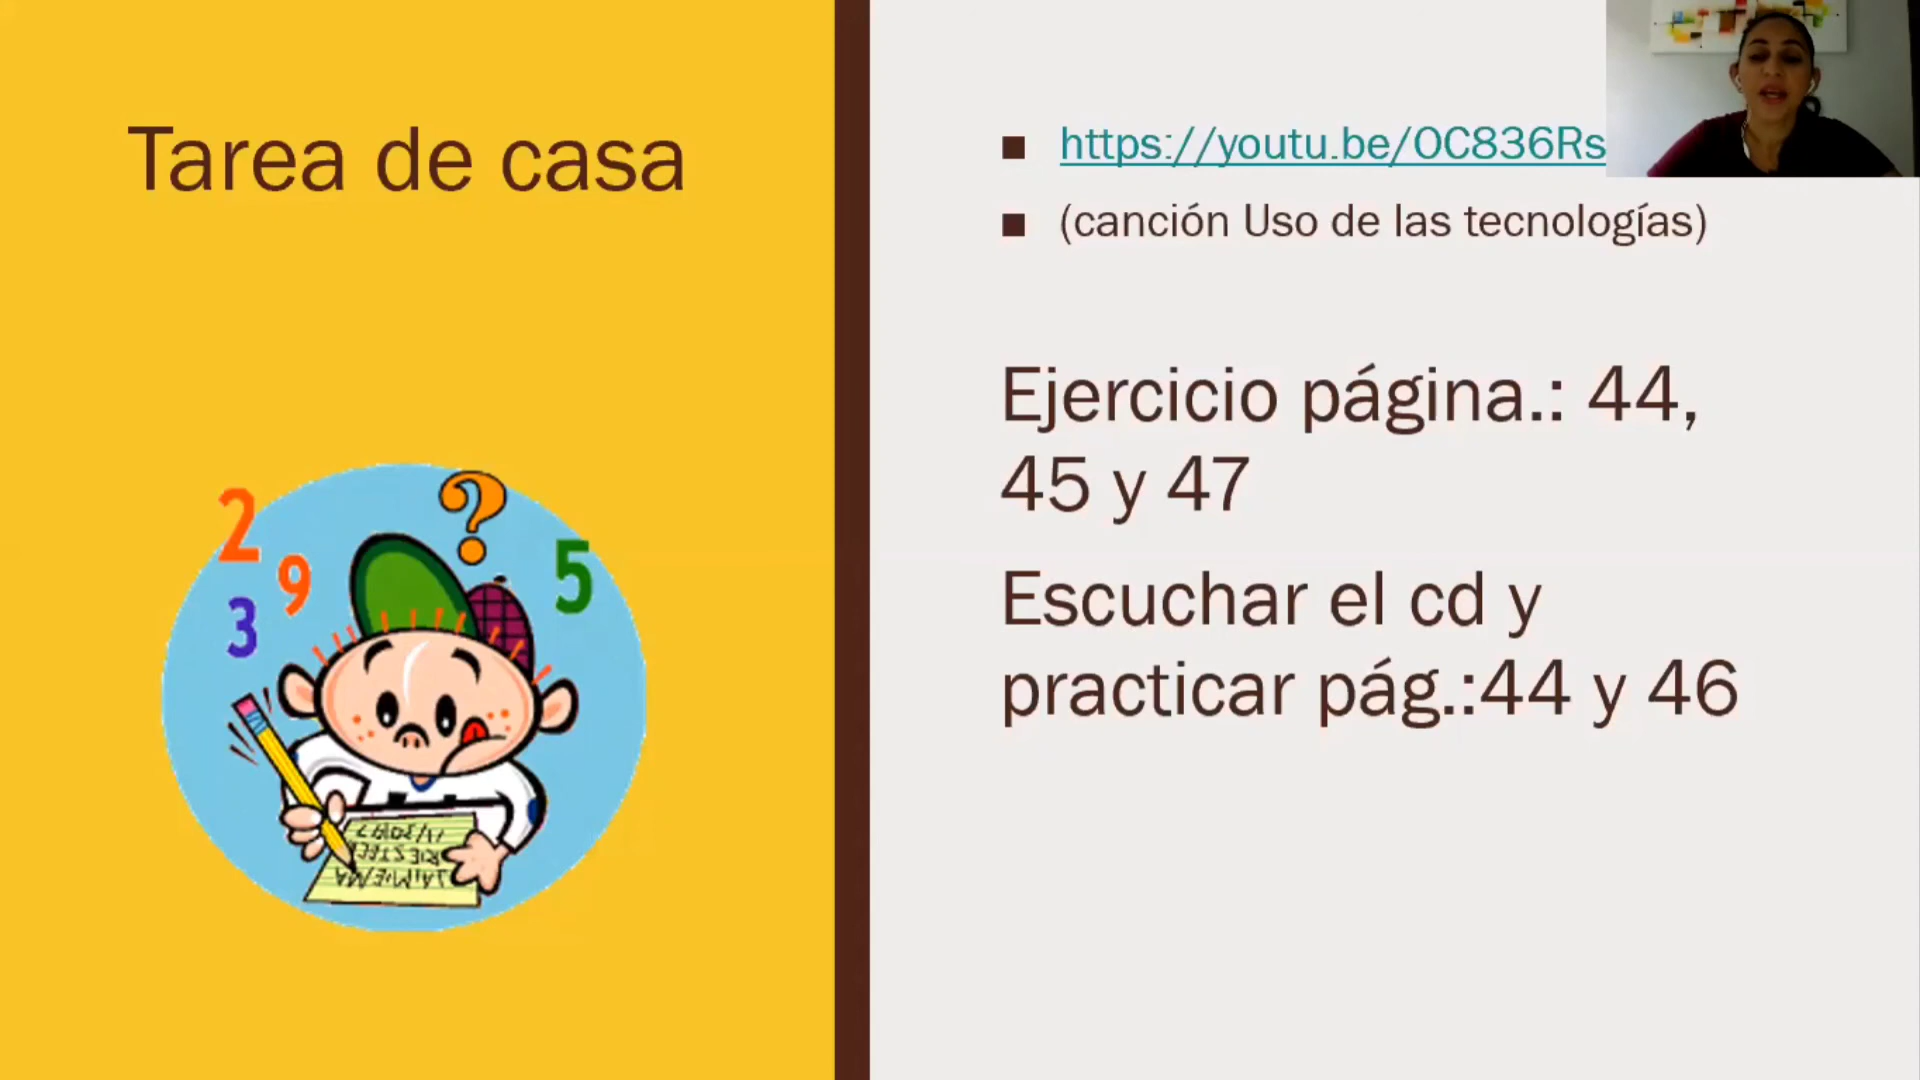 Tarea de casa
https://youtu.be/OC836Rs
(canción Uso de las tecnologías)
Ejercicio página.: 44,
45 y 47
Escuchar el cd y
practicar pág.:44 y 46
2
9
3
?
5